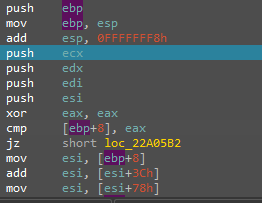 push ebp
mov ebp, esp
add esp, 0FFFFFFF8h
push ecx
push edx
push edi
push esi
xor eax, eax
cmp [ebp+8], eax
jz short loc_22A05B2
mov esi, [ebp+8]
add esi, [esi+3Ch]
mov esi, [esi+78h]